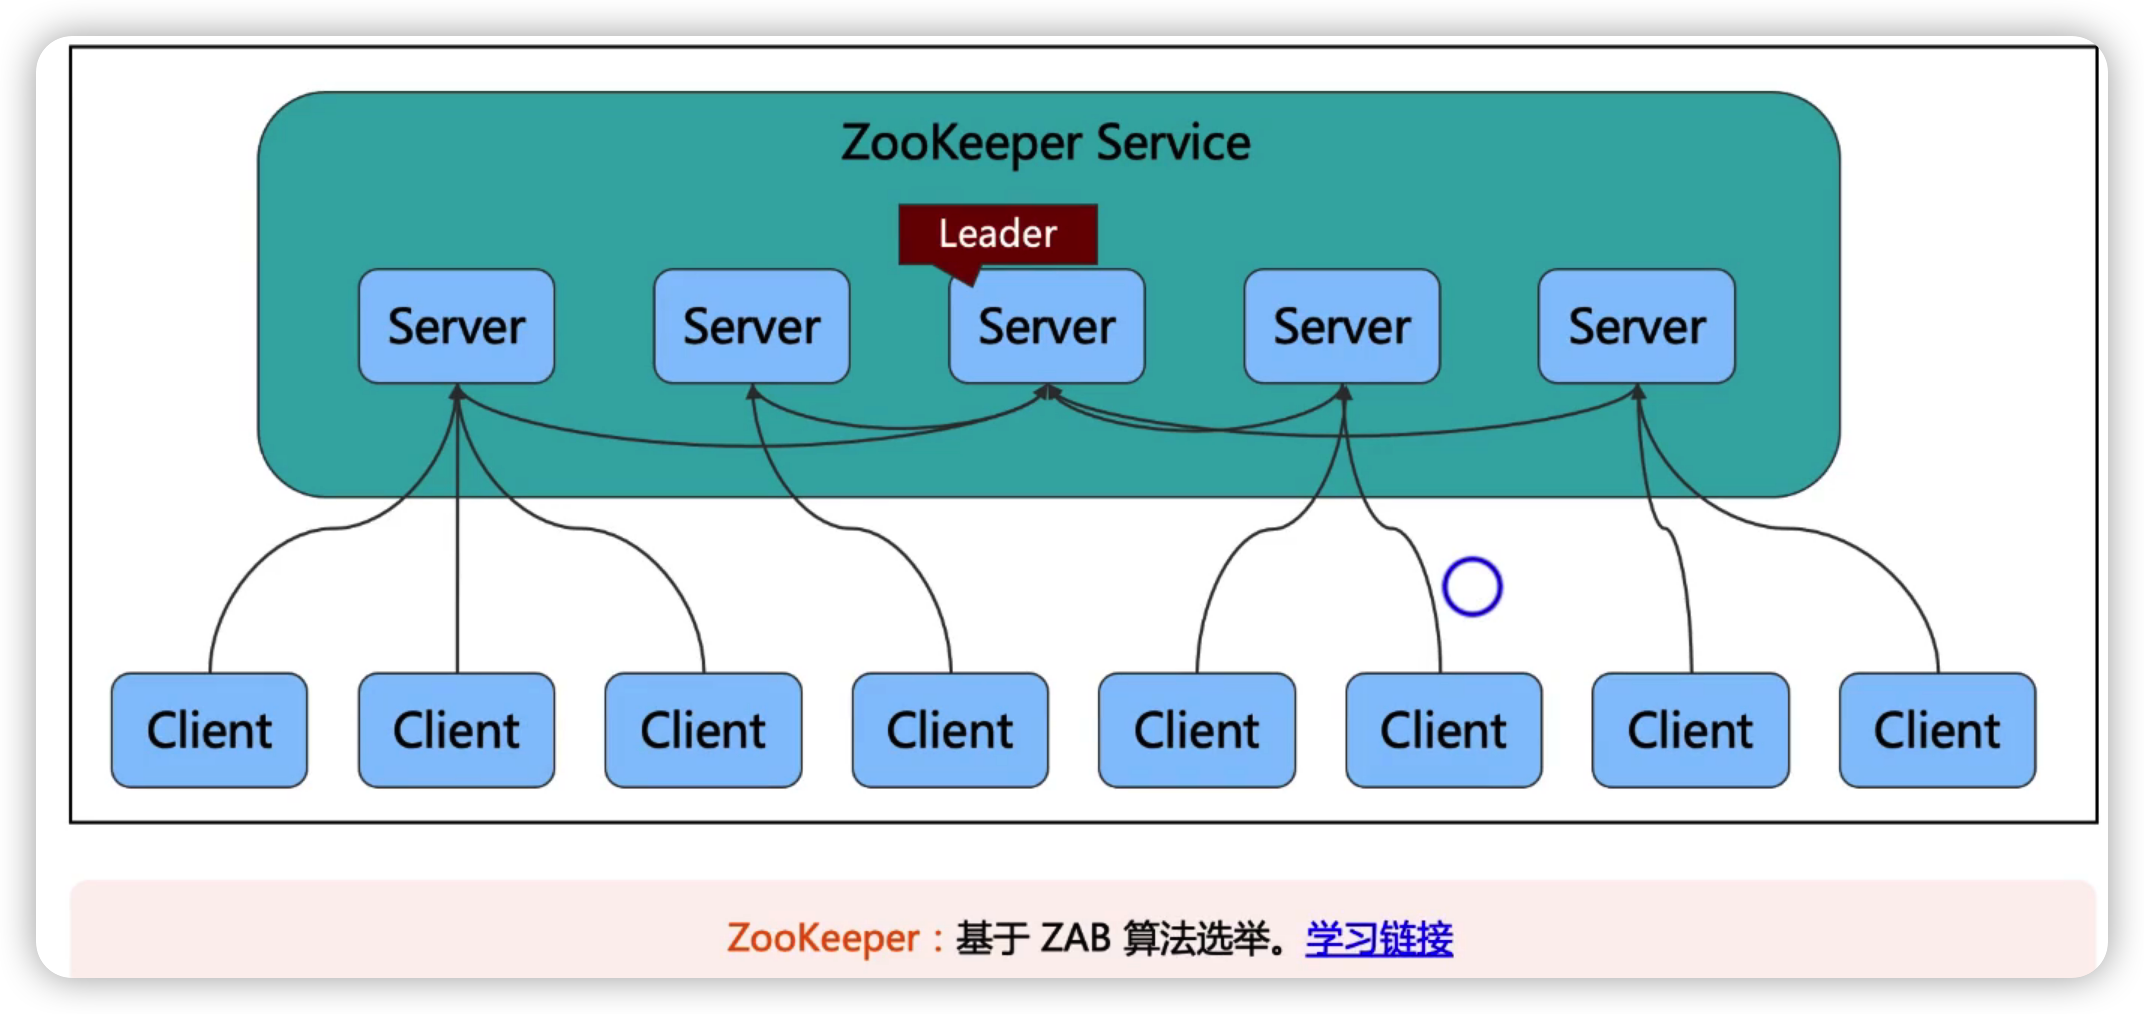 ZooKeeper Service
Leader
Server Server Server Server Server
Client Client Client Client Client Client Client Client
ZooKeeper：基于 ZAB 算法选举。学习链接